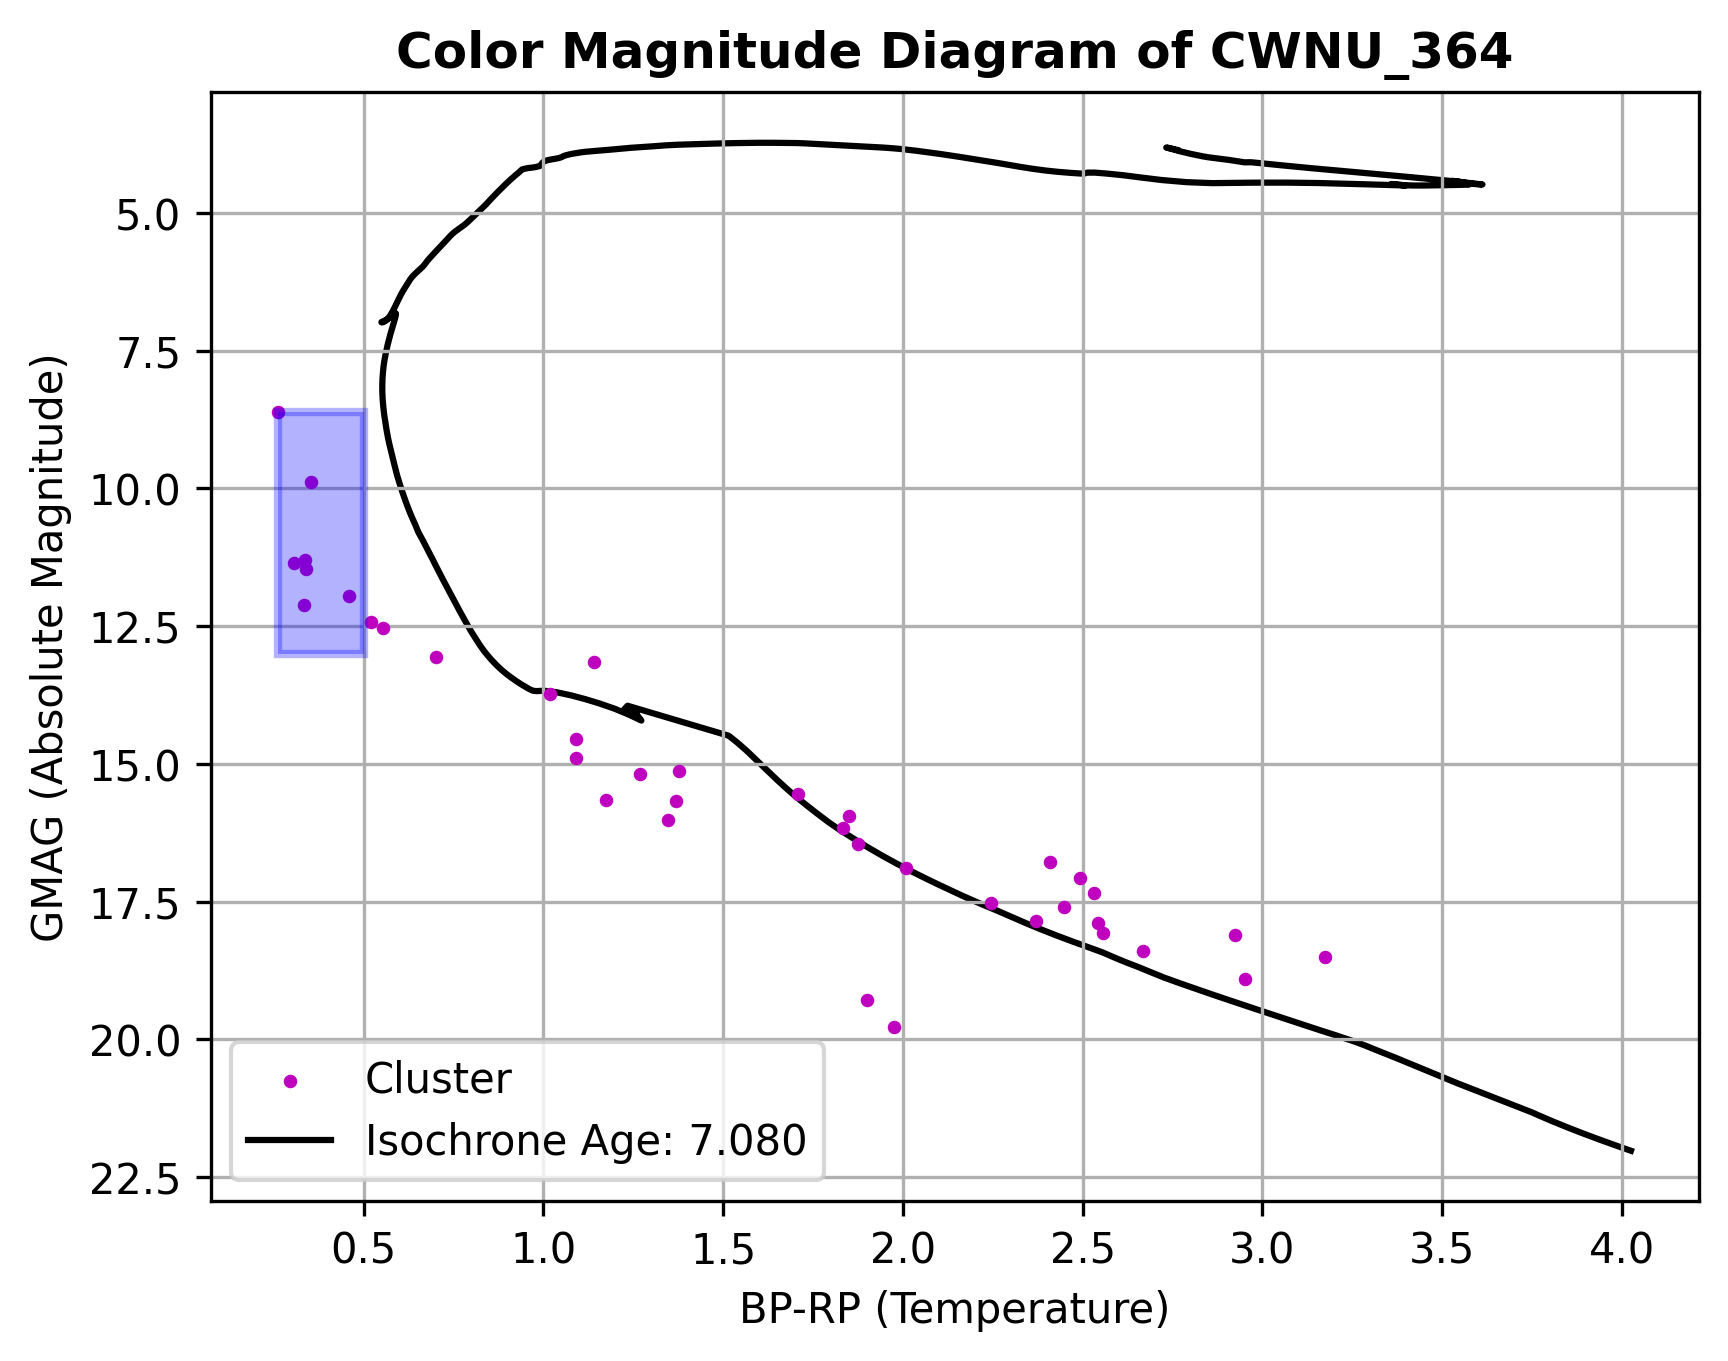 Color Magnitude Diagram of CWNU_364
GMAG (Absolute Magnitude)
5.0
7.5
10.0
12.5
15.0
17.5
20.0
22.5
Cluster
Isochrone Age: 7.080
0.5 1.0 1.5 2.0 2.5 3.0 3.5 4.0
BP-RP (Temperature)